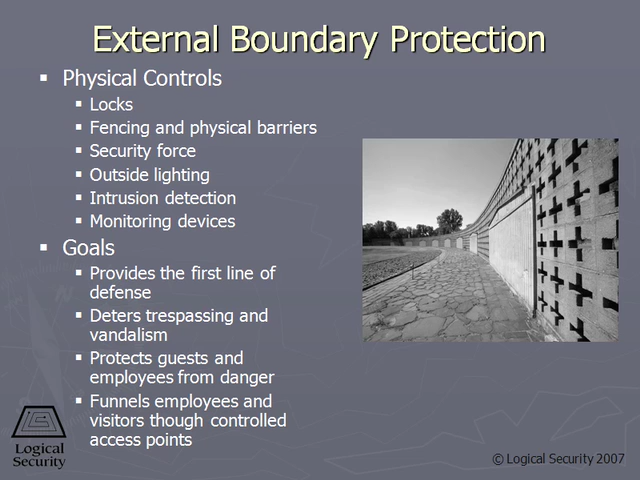 External Boundary Protection
Physical Controls
Locks
Fencing and physical barriers
Security force
Outside lighting
Intrusion detection
Monitoring devices
Goals
Provides the first line of
defense
Deters trespassing and
vandalism
Protects guests and
employees from danger
Funnels employees and
visitors though controlled
access points
Logical
Security
© Logical Security 2007